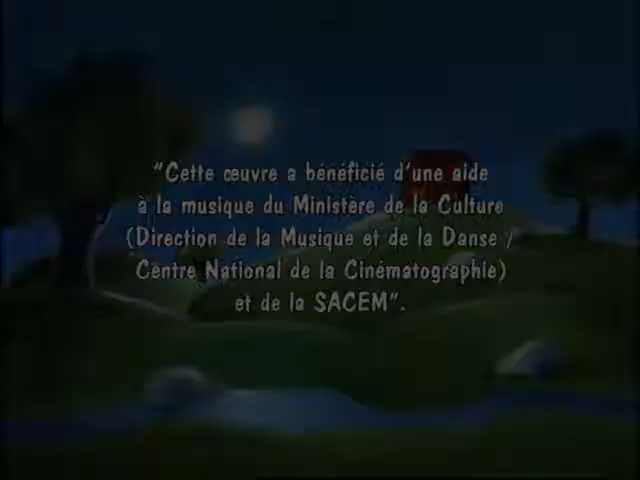 "Cette œuvre a bénéficié d'une aide
à la musique du Ministère de la Culture
(Direction de la Musique et de la Danse /
Centre National de la Cinématographie)
et de la SACEM".